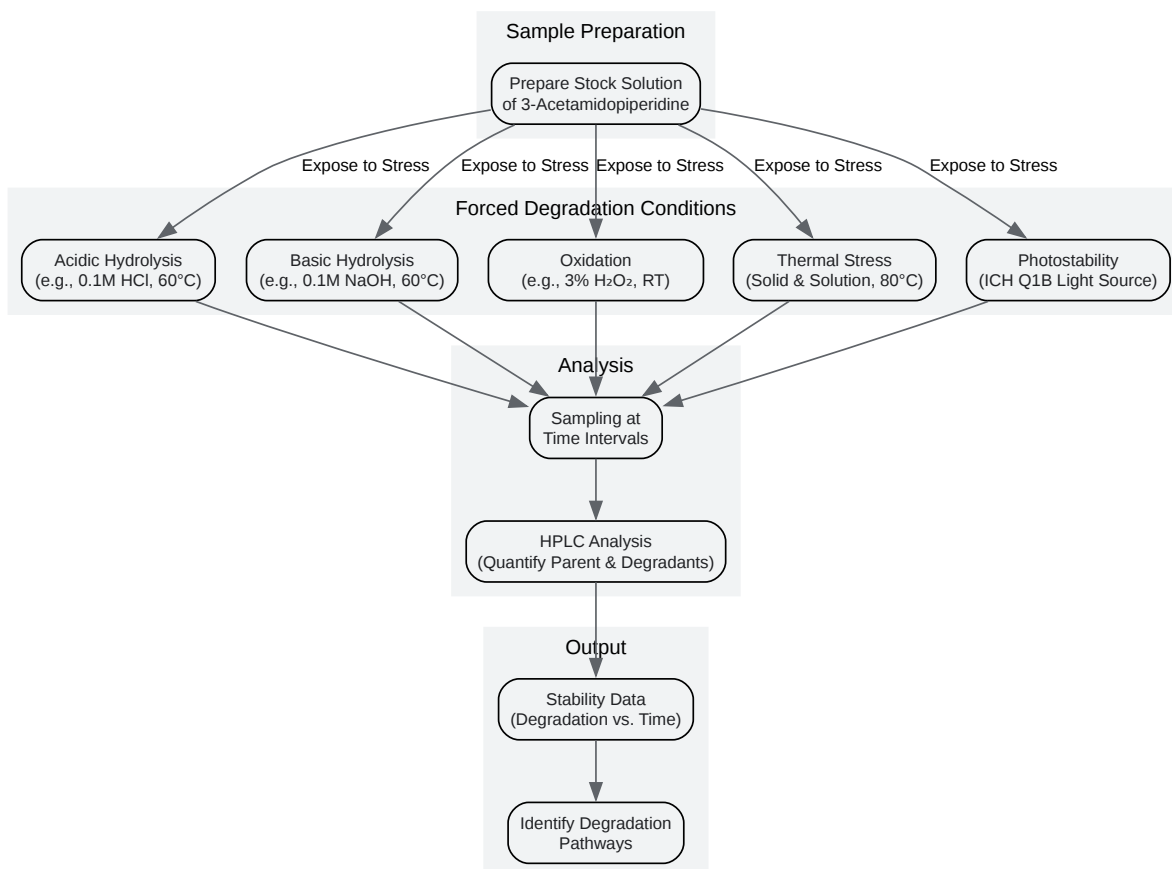 Sample Preparation
Prepare Stock Solution
of 3-Acetamidopiperidine
Expose to Stress
Expose to Stress
Expose to Stress
Expose to Stress
Expose to Stress
Forced Degradation Conditions
Acidic Hydrolysis
(e.g., 0.1M HCl, 60°C)
Basic Hydrolysis
(e.g., 0.1M NaOH, 60°C)
Oxidation
(e.g., 3% H₂O₂, RT)
Thermal Stress
(Solid & Solution, 80°C)
Photostability
(ICH Q1B Light Source)
Analysis
Sampling at
Time Intervals
HPLC Analysis
(Quantify Parent & Degradants)
Output
Stability Data
(Degradation vs. Time)
Identify Degradation
Pathways